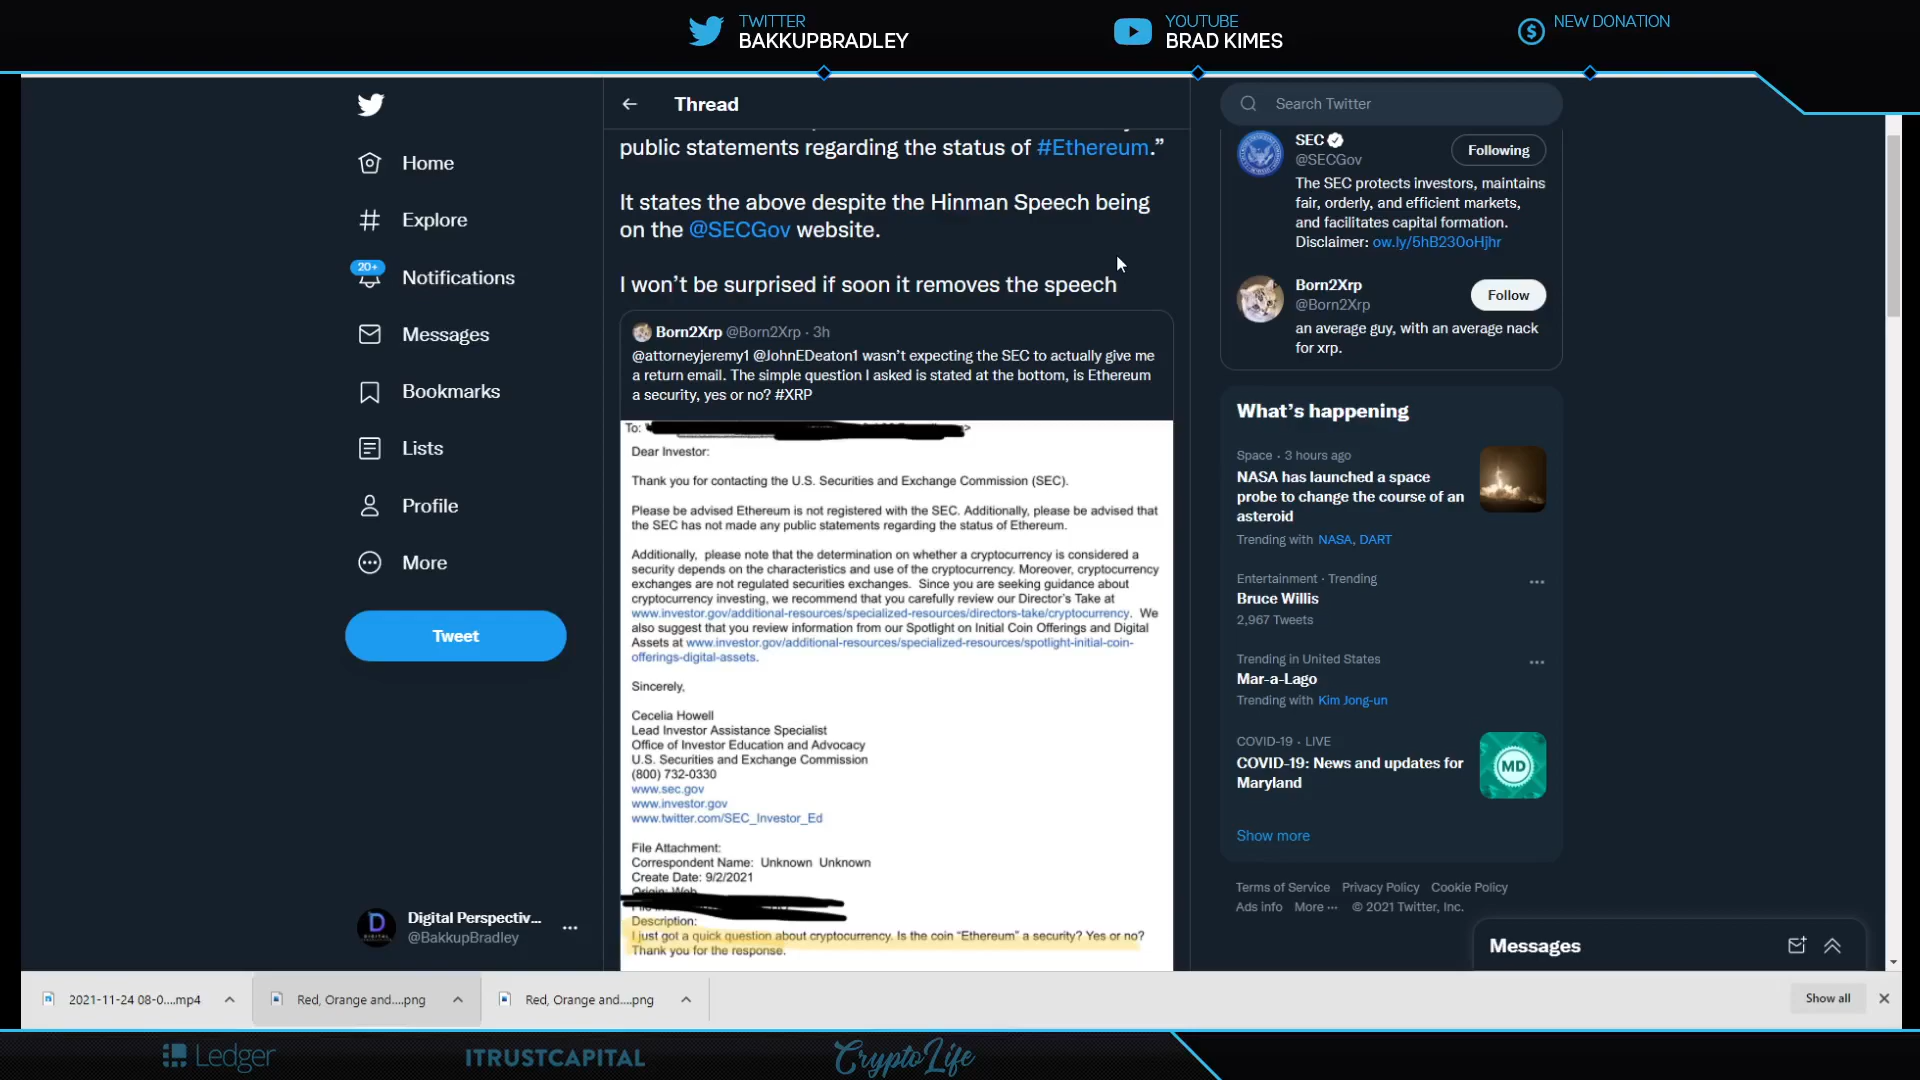 TWITTER
BAKKUPBRADLEY
YOUTUBE
BRAD KIMES
NEW DONATION
Home
Explore
20+
Notifications
Messages
Bookmarks
Lists
Profile
More
Tweet
Digital Perspectiv...
@BakkupBradley
Thread
public statements regarding the status of #Ethereum.”
It states the above despite the Hinman Speech being
on the @SECGov website.
I won’t be surprised if soon it removes the speech
Born2Xrp @Born2Xrp · 3h
@attorneyjeremy1 @JohnEDeaton1 wasn’t expecting the SEC to actually give me
a return email. The simple question I asked is stated at the bottom, is Ethereum
a security, yes or no? #XRP
To:
Dear Investor:
Thank you for contacting the U.S. Securities and Exchange Commission (SEC).
Please be advised Ethereum is not registered with the SEC. Additionally, please be advised that
the SEC has not made any public statements regarding the status of Ethereum.
Additionally, please note that the determination on whether a cryptocurrency is considered a
security depends on the characteristics and use of the cryptocurrency. Moreover, cryptocurrency
exchanges are not regulated securities exchanges. Since you are seeking guidance about
cryptocurrency investing, we recommend that you carefully review our Director’s Take at
www.investor.gov/additional-resources/specialized-resources/directors-take/cryptocurrency. We
also suggest that you review information from our Spotlight on Initial Coin Offerings and Digital
Assets at www.investor.gov/additional-resources/specialized-resources/spotlight-initial-coin-
offerings-digital-assets.
Sincerely,
Cecelia Howell
Lead Investor Assistance Specialist
Office of Investor Education and Advocacy
U.S. Securities and Exchange Commission
(800) 732-0330
www.sec.gov
www.investor.gov
www.twitter.com/SEC_Investor_Ed
File Attachment:
Correspondent Name: Unknown Unknown
Create Date: 9/2/2021
Origin: Web
Description:
I just got a quick question about cryptocurrency. Is the coin “Ethereum” a security? Yes or no?
Thank you for the response.
Search Twitter
SEC
@SECGov
Following
The SEC protects investors, maintains
fair, orderly, and efficient markets,
and facilitates capital formation.
Disclaimer: ow.ly/5hB230oHjhr
Born2Xrp
@Born2Xrp
Follow
an average guy, with an average nack
for xrp.
What’s happening
Space · 3 hours ago
NASA has launched a space
probe to change the course of an
asteroid
Trending with NASA, DART
Entertainment · Trending
Bruce Willis
2,967 Tweets
Trending in United States
Mar-a-Lago
Trending with Kim Jong-un
COVID-19 · LIVE
COVID-19: News and updates for
Maryland
MD
Show more
Terms of Service Privacy Policy Cookie Policy
Ads info More ··· © 2021 Twitter, Inc.
Messages
2021-11-24 08-0....mp4
Red, Orange and....png
Red, Orange and....png
Show all
Ledger
ITRUSTCAPITAL
CryptoLife